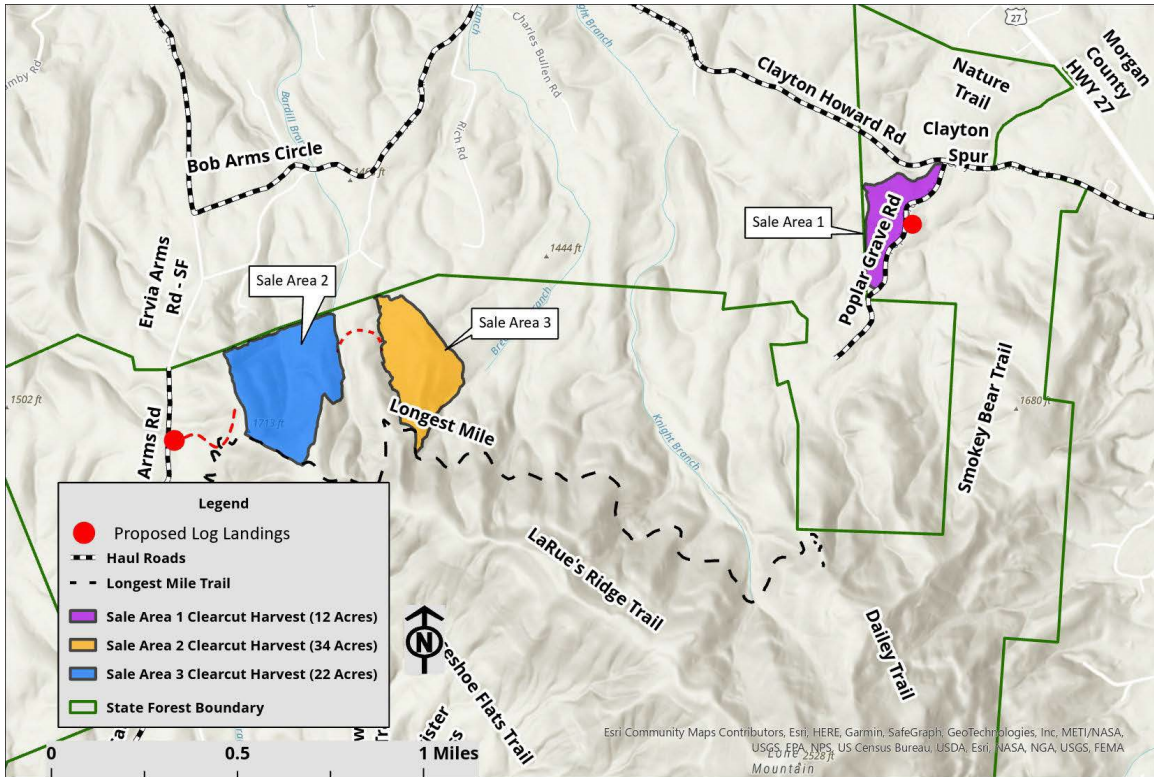 27
Morgan
County
HWY 27
Charles Bullen Rd
Nature
Trail
Clayton Howard Rd
Clayton
Spur
Rich Rd
Bob Arms Circle
Sale Area 1
Poplar Grave Rd
1444 ft
Ervia Arms
Rd - SF
Sale Area 2
Sale Area 3
1502 ft
1713 ft
Longest Mile
Arms Rd
Knight Branch
1680 ft
Smokey Bear Trail
LaRue's Ridge Trail
Dailey Trail
Legend
Proposed Log Landings
Haul Roads
Longest Mile Trail
Sale Area 1 Clearcut Harvest (12 Acres)
Sale Area 2 Clearcut Harvest (34 Acres)
Sale Area 3 Clearcut Harvest (22 Acres)
State Forest Boundary
N
eshoe Flats Trail
0 0.5 1 Miles
Esri Community Maps Contributors, Esri, HERE, Garmin, SafeGraph, GeoTechnologies, Inc, METI/NASA,
USGS, EPA, NPS, US Census Bureau, USDA, Esri, NASA, NGA, USGS, FEMA
Mountain
2528 ft